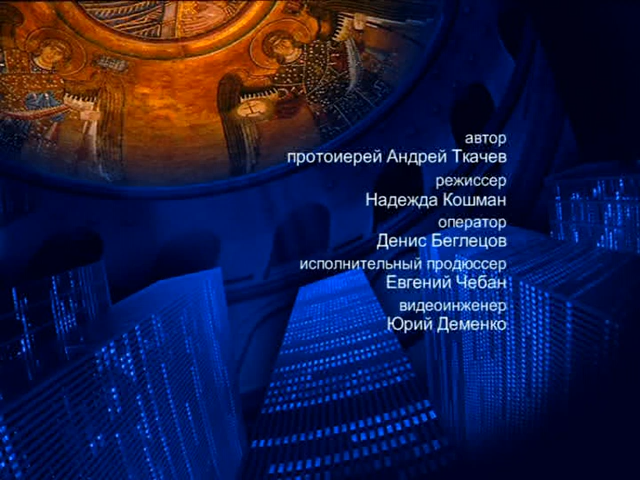 автор
протоиерей Андрей Ткачев
режиссер
Надежда Кошман
оператор
Денис Беглецов
исполнительный продюссер
Евгений Чебан
видеоинженер
Юрий Деменко